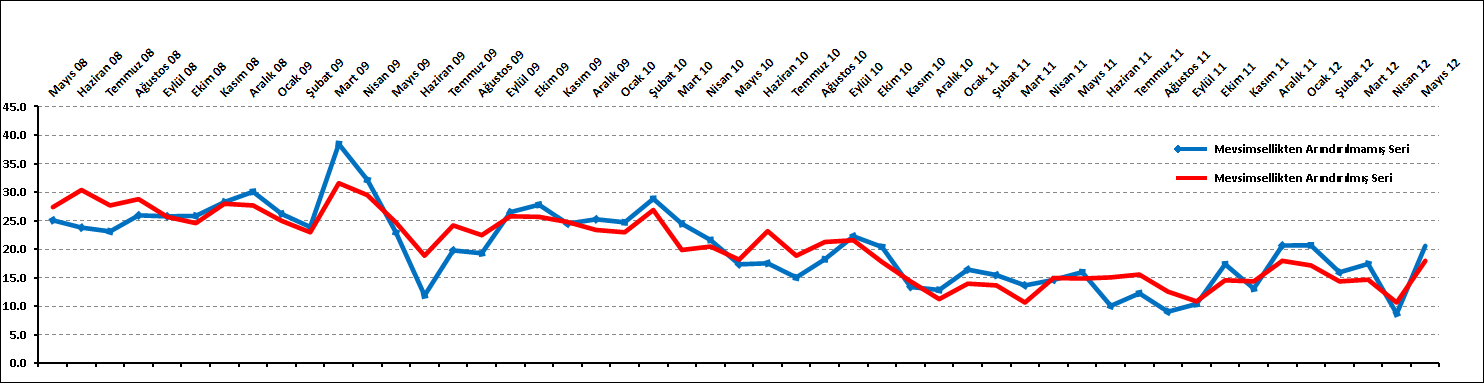 Mayıs 08
Haziran 08
Temmuz 08
Ağustos 08
Eylül 08
Ekim 08
Kasım 08
Aralık 08
Ocak 09
Şubat 09
Mart 09
Nisan 09
Mayıs 09
Haziran 09
Temmuz 09
Ağustos 09
Eylül 09
Ekim 09
Kasım 09
Aralık 09
Ocak 10
Şubat 10
Mart 10
Nisan 10
Mayıs 10
Haziran 10
Temmuz 10
Ağustos 10
Eylül 10
Ekim 10
Kasım 10
Aralık 10
Ocak 11
Şubat 11
Mart 11
Nisan 11
Mayıs 11
Haziran 11
Temmuz 11
Ağustos 11
Eylül 11
Ekim 11
Kasım 11
Aralık 11
Ocak 12
Şubat 12
Mart 12
Nisan 12
Mayıs 12
45.0
40.0
35.0
30.0
25.0
20.0
15.0
10.0
5.0
0.0
Mevsimsellikten Arındırılmamış Seri
Mevsimsellikten Arındırılmış Seri